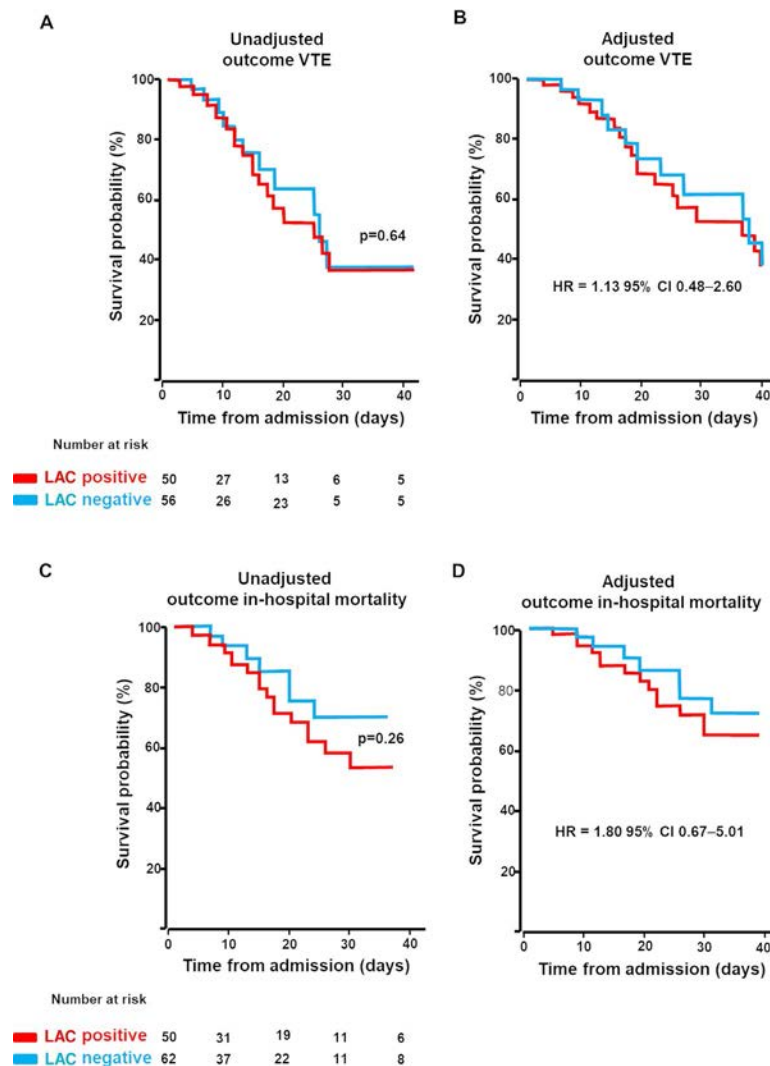 A
Unadjusted
outcome VTE
100
80
60
40
20
Survival probability (%)
p=0.64
0
10
20
30
40
Time from admission (days)
Number at risk
LAC positive 50 27 13 6 5
LAC negative 56 26 23 5 5
B
Adjusted
outcome VTE
100
80
60
40
20
Survival probability (%)
HR = 1.13 95% CI 0.48–2.60
0
10
20
30
40
Time from admission (days)
C
Unadjusted
outcome in-hospital mortality
100
80
60
40
20
Survival probability (%)
p=0.26
0
10
20
30
40
Time from admission (days)
Number at risk
LAC positive 50 31 19 11 6
LAC negative 62 37 22 11 8
D
Adjusted
outcome in-hospital mortality
100
80
60
40
20
Survival probability (%)
HR = 1.80 95% CI 0.67–5.01
0
10
20
30
40
Time from admission (days)